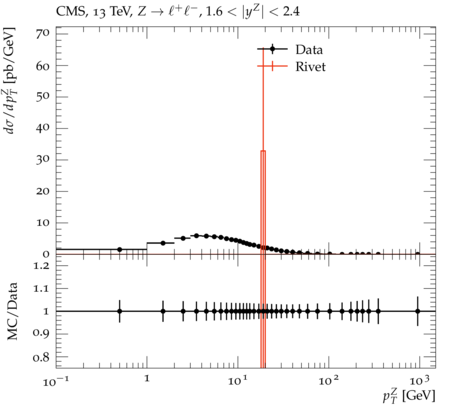 CMS, 13 TeV, Z → ℓ⁺ℓ⁻, 1.6 < |y^Z| < 2.4
dσ/dp_T^Z [pb/GeV]
70
60
50
40
30
20
10
0
Data
Rivet
MC/Data
1.2
1.1
1
0.9
0.8
10⁻¹ 1 10¹ 10² 10³
p_T^Z [GeV]